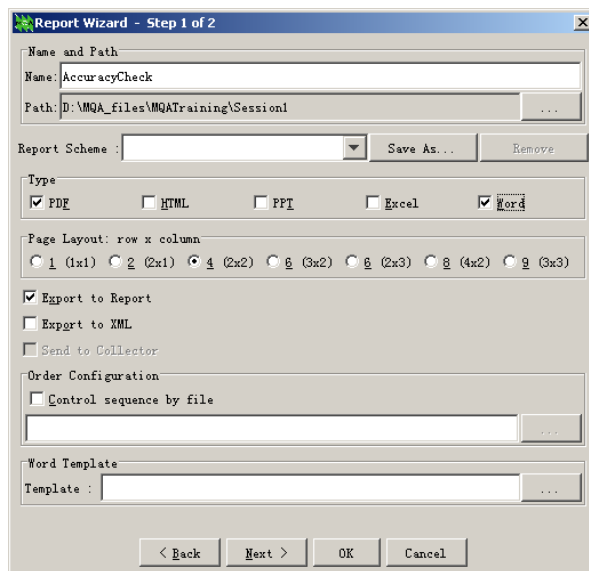 Report Wizard - Step 1 of 2
Name and Path
Name: AccuracyCheck
Path: D:\MQA_files\MQATraining\Session1 ...
Report Scheme : Save As... Remove
Type
PDF HTML PPT Excel Word
Page Layout: row x column
1 (1x1) 2 (2x1) 4 (2x2) 6 (3x2) 6 (2x3) 8 (4x2) 9 (3x3)
Export to Report
Export to XML
Send to Collector
Order Configuration
Control sequence by file
...
Word Template
Template : ...
< Back Next > OK Cancel